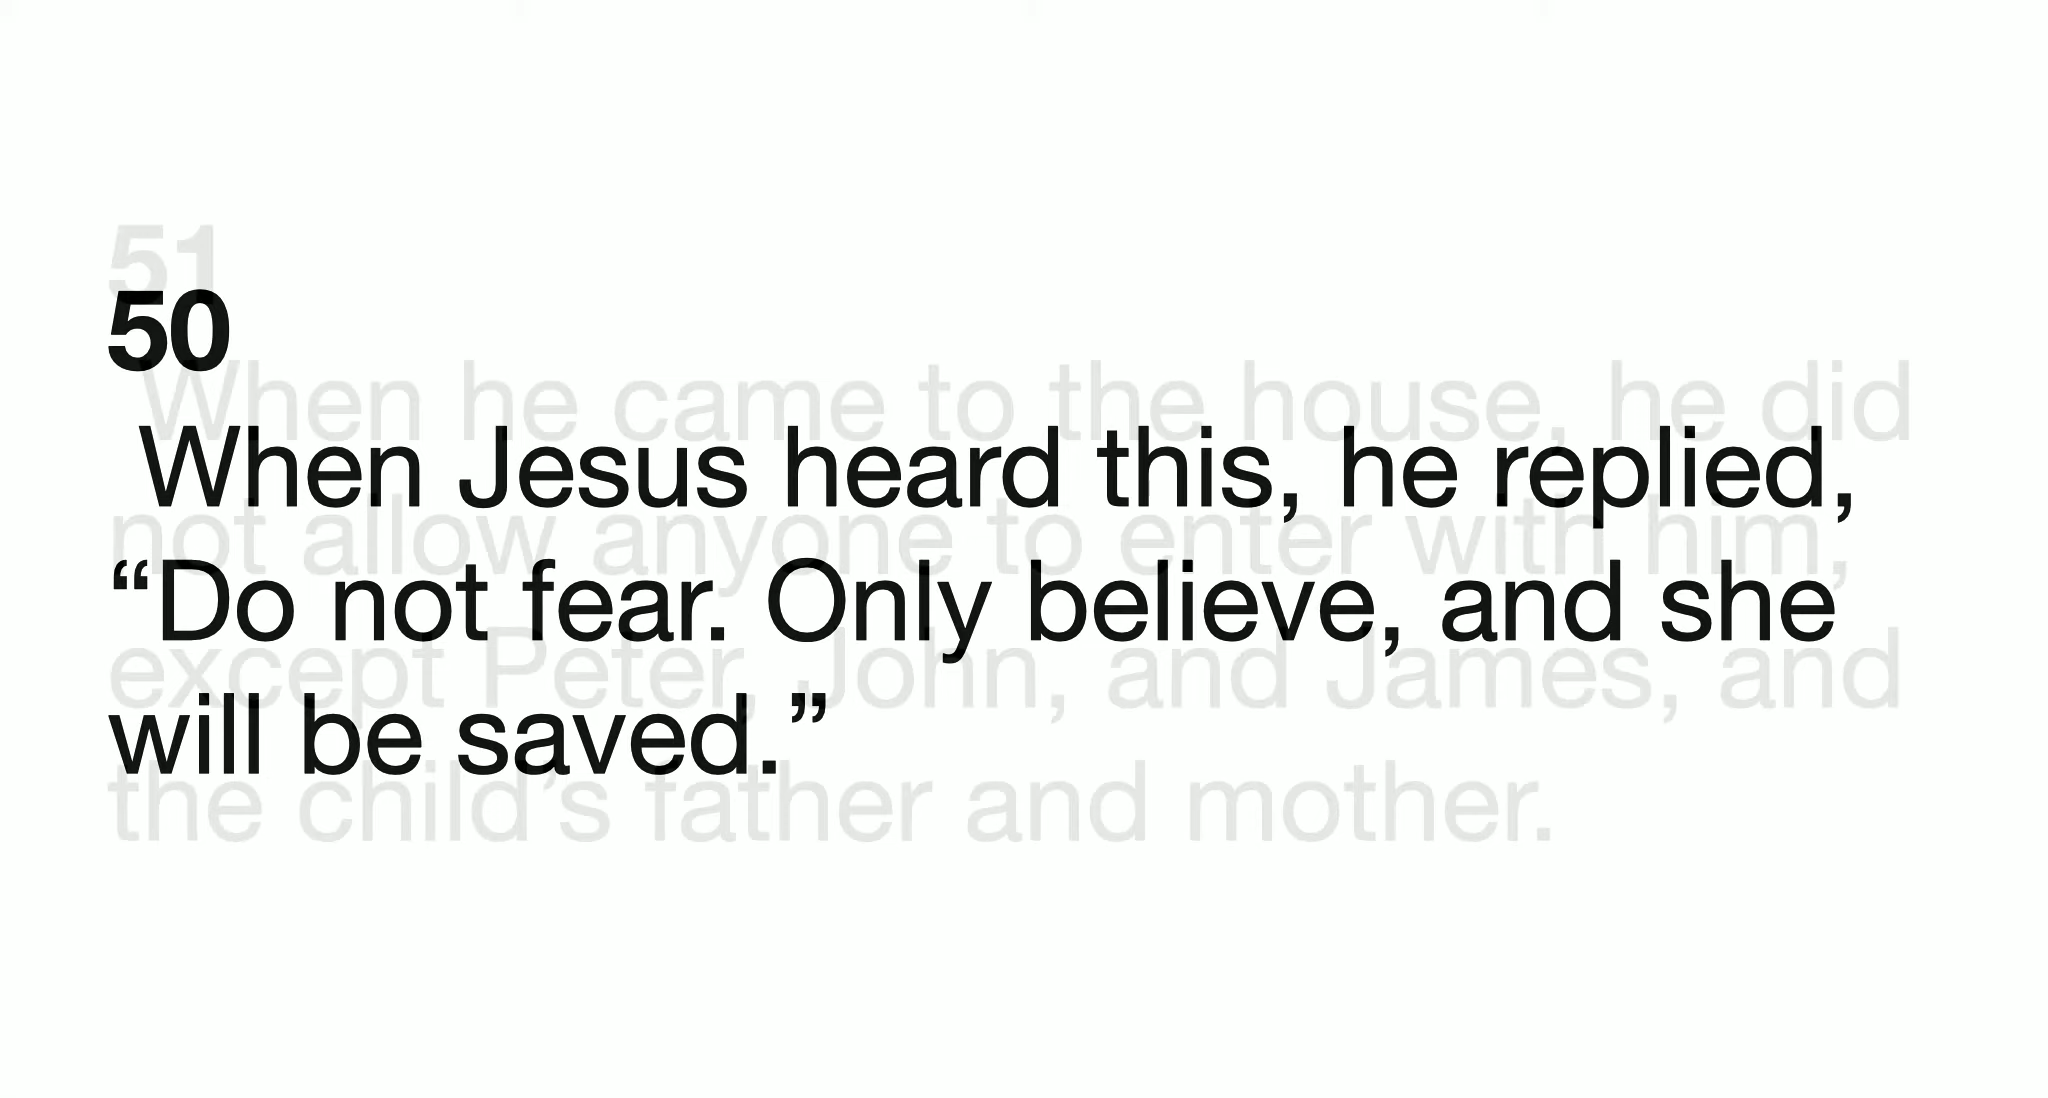 51
50
When he came to the house, he did
When Jesus heard this, he replied,
not allow anyone to enter with him,
“Do not fear. Only believe, and she
except Peter, John, and James, and
will be saved.”
the child’s father and mother.